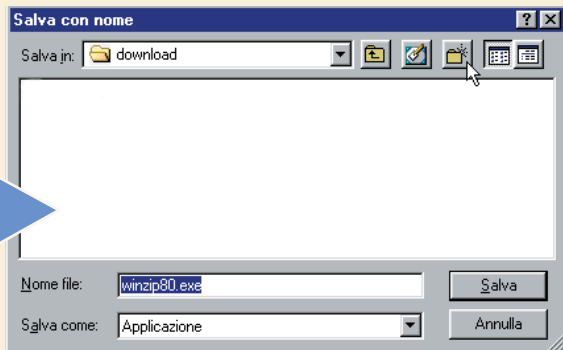 Salva con nome
Salva in: download
Nome file: winzip80.exe Salva
Salva come: Applicazione Annulla